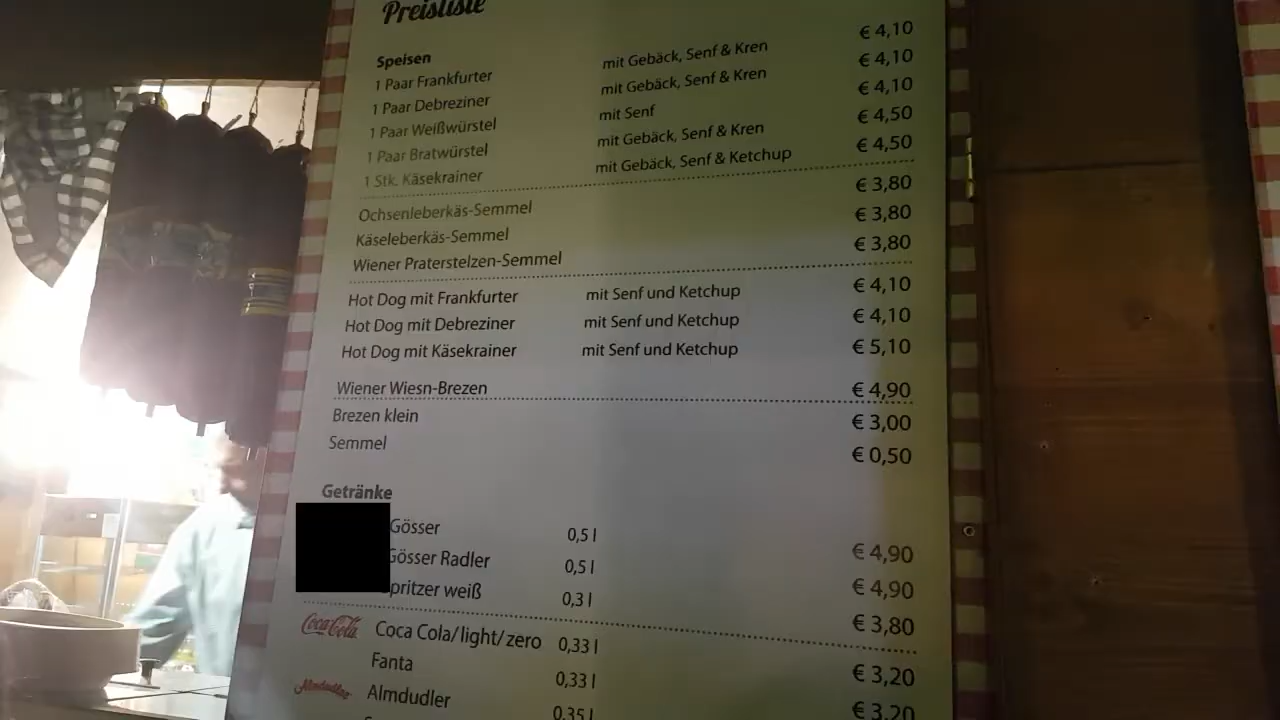 Preisliste
Speisen
1 Paar Frankfurter mit Gebäck, Senf & Kren € 4,10
1 Paar Debreziner mit Gebäck, Senf & Kren € 4,10
1 Paar Weißwürstel mit Senf € 4,10
1 Paar Bratwürstel mit Gebäck, Senf & Kren € 4,50
1 Stk. Käsekrainer mit Gebäck, Senf & Ketchup € 4,50
Ochsenleberkäs-Semmel € 3,80
Käseleberkäs-Semmel € 3,80
Wiener Praterstelzen-Semmel € 3,80
Hot Dog mit Frankfurter mit Senf und Ketchup € 4,10
Hot Dog mit Debreziner mit Senf und Ketchup € 4,10
Hot Dog mit Käsekrainer mit Senf und Ketchup € 5,10
Wiener Wiesn-Brezen € 4,90
Brezen klein € 3,00
Semmel € 0,50
Getränke
Gösser 0,5 l € 4,90
Gösser Radler 0,5 l € 4,90
pritzer weiß 0,3 l € 3,80
Coca-Cola Coca Cola/light/zero 0,33 l € 3,20
Fanta 0,33 l € 3,20
Almdudler Almdudler 0,35 l